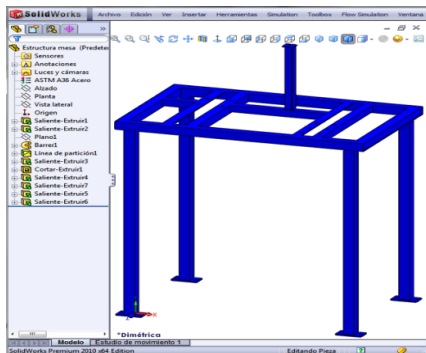 SolidWorks Archivo Edición Ver Insertar Herramientas Simulation Toolbox Flow Simulation Ventana
Estructura mesa (Predete
Sensores
Anotaciones
Luces y cámaras
ASTM A36 Acero
Alzado
Planta
Vista lateral
Origen
Saliente-Extruir1
Saliente-Extruir2
Plano1
Barrer1
Línea de partición1
Saliente-Extruir3
Cortar-Extruir1
Saliente-Extruir4
Saliente-Extruir7
Saliente-Extruir5
Saliente-Extruir6
*Dimétrica
Modelo Estudio de movimiento 1
SolidWorks Premium 2010 x64 Edition Editando Pieza